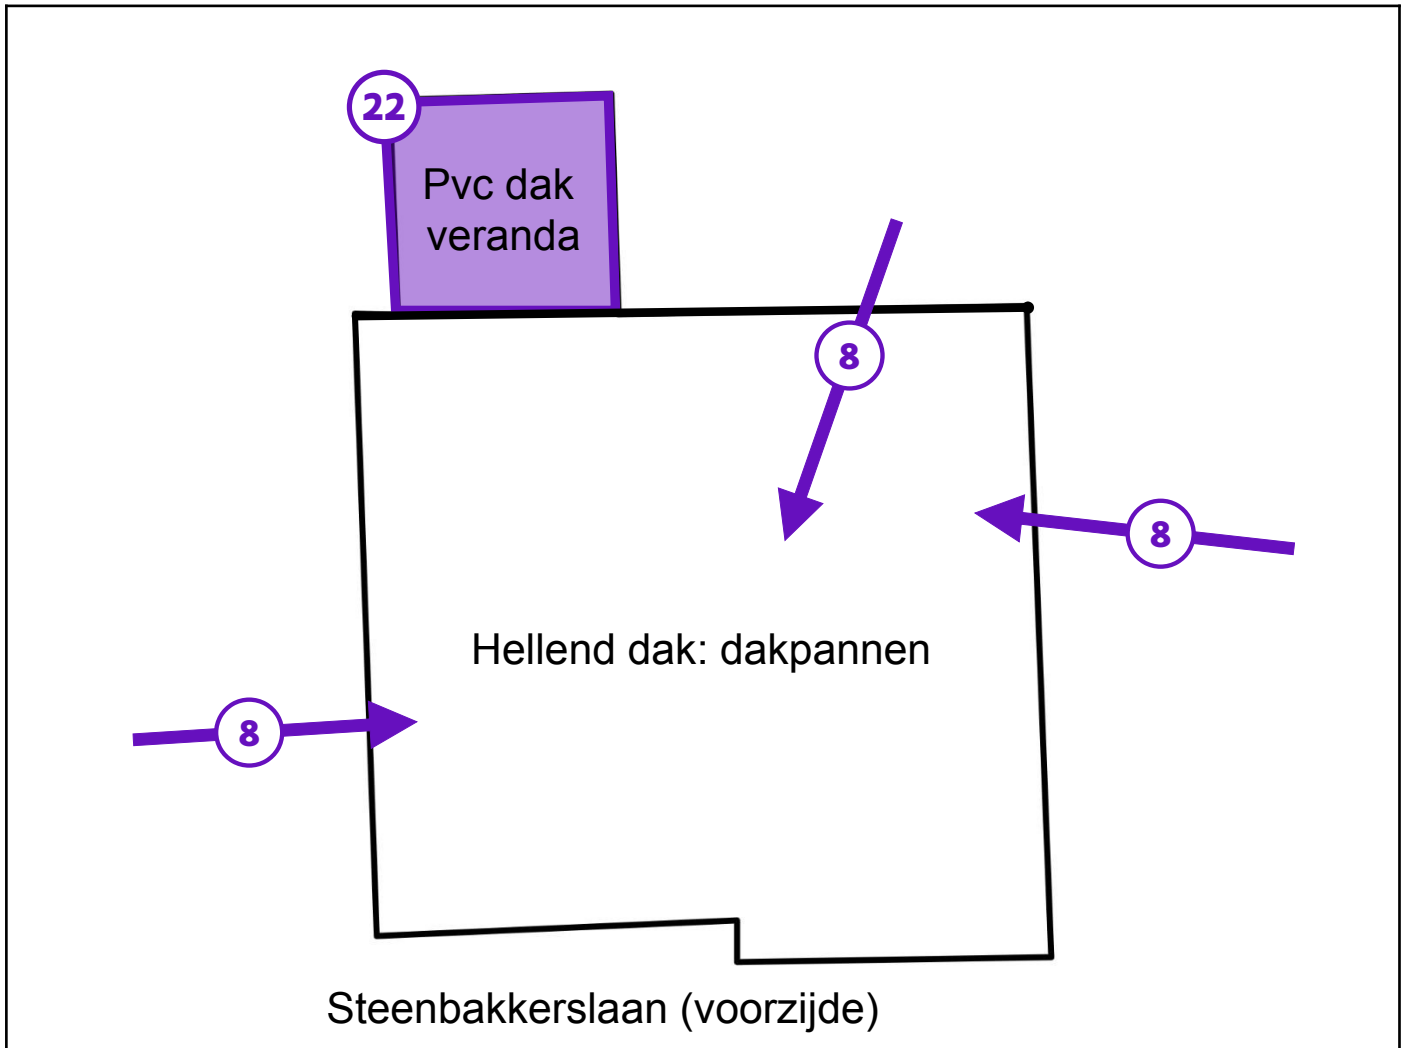 22
Pvc dak
veranda
8
8
Hellend dak: dakpannen
8
Steenbakkerslaan (voorzijde)